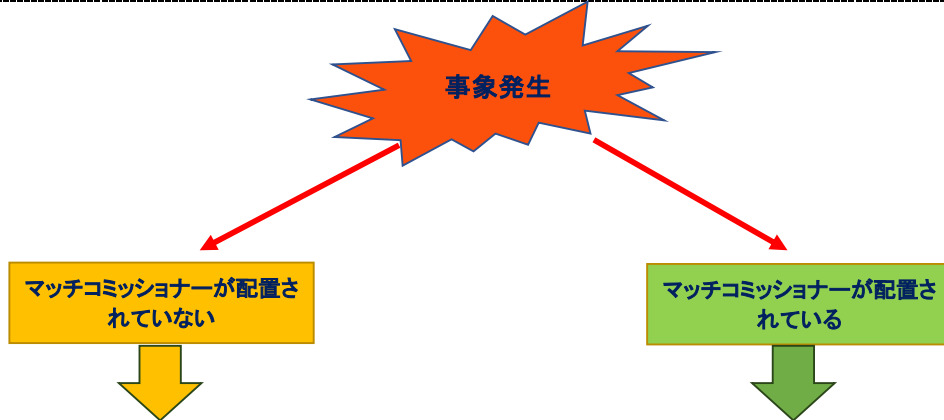 事象発生
マッチコミッショナーが配置さ
れていない
マッチコミッショナーが配置さ
れている